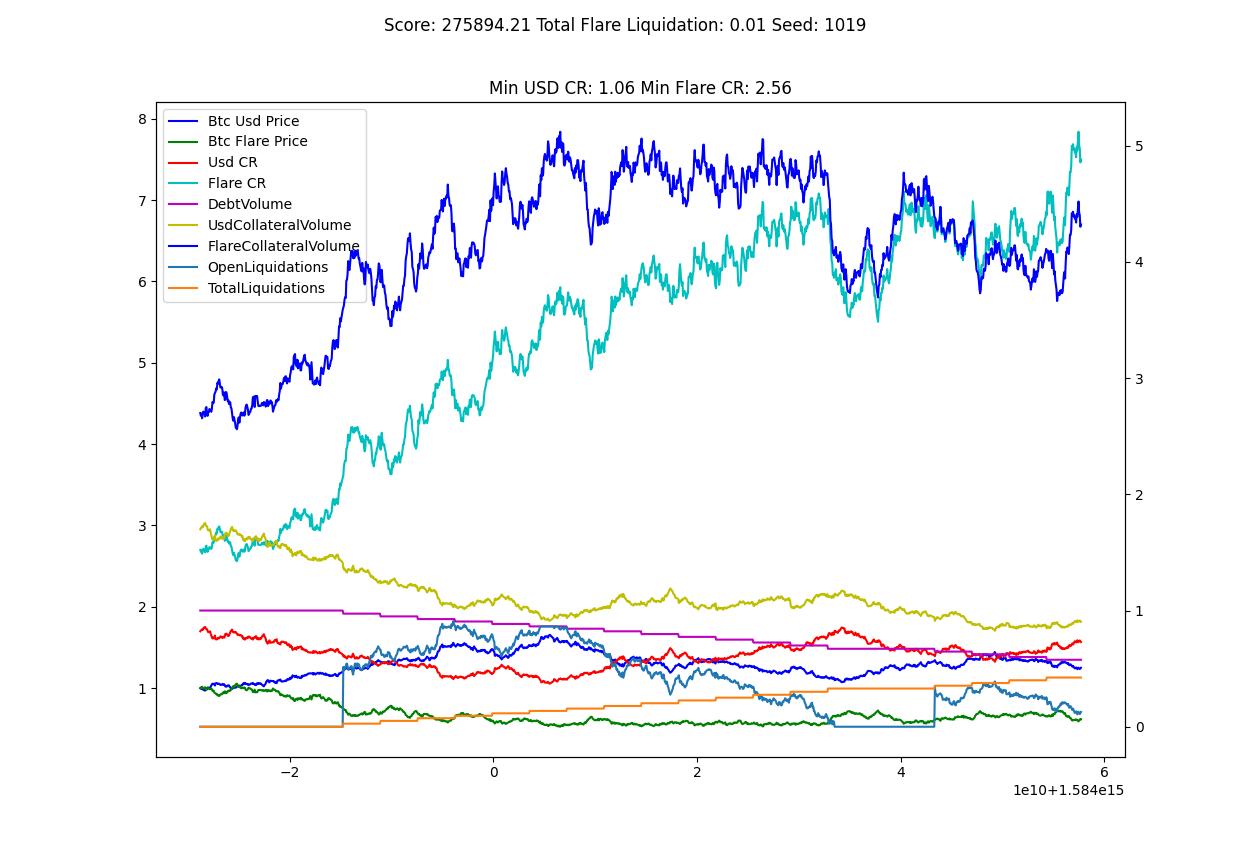 Score: 275894.21 Total Flare Liquidation: 0.01 Seed: 1019
Min USD CR: 1.06 Min Flare CR: 2.56
Btc Usd Price
Btc Flare Price
Usd CR
Flare CR
DebtVolume
UsdCollateralVolume
FlareCollateralVolume
OpenLiquidations
TotalLiquidations
8
7
6
5
4
3
2
1
5
4
3
2
1
0
−2
0
2
4
6
1e10+1.584e15